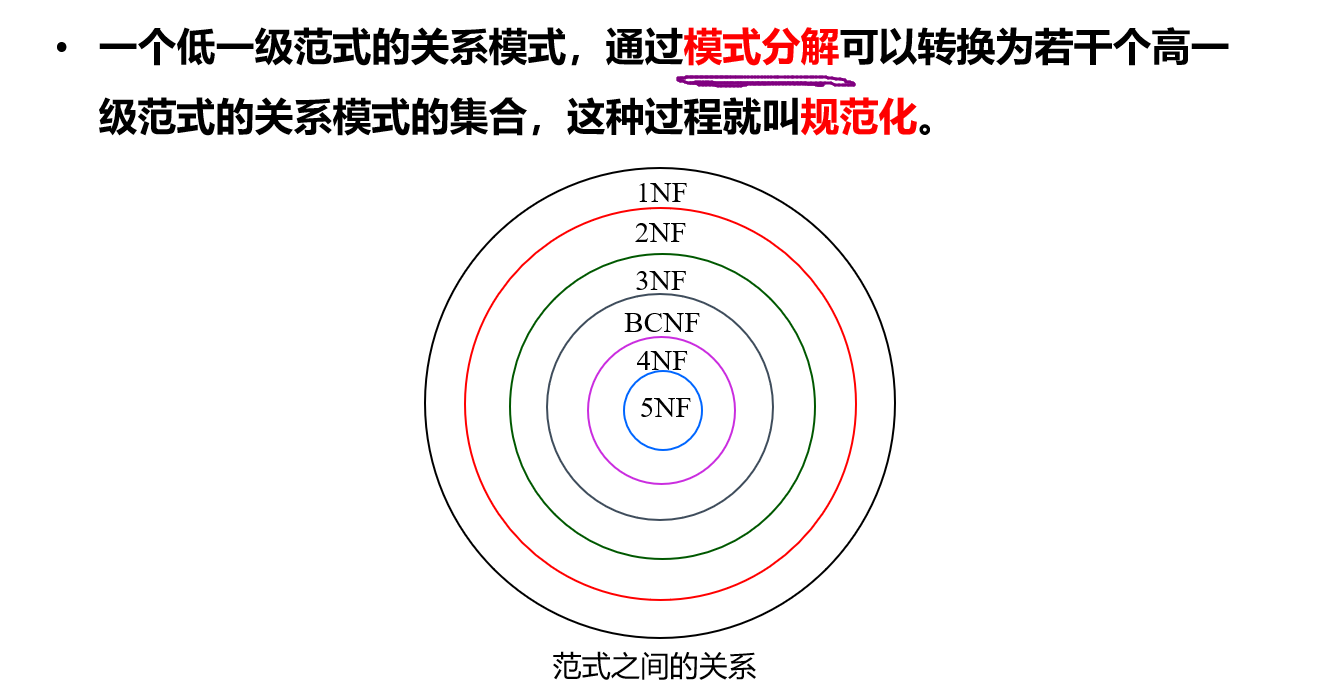 • 一个低一级范式的关系模式，通过模式分解可以转换为若干个高一
级范式的关系模式的集合，这种过程就叫规范化。
1NF
2NF
3NF
BCNF
4NF
5NF
范式之间的关系